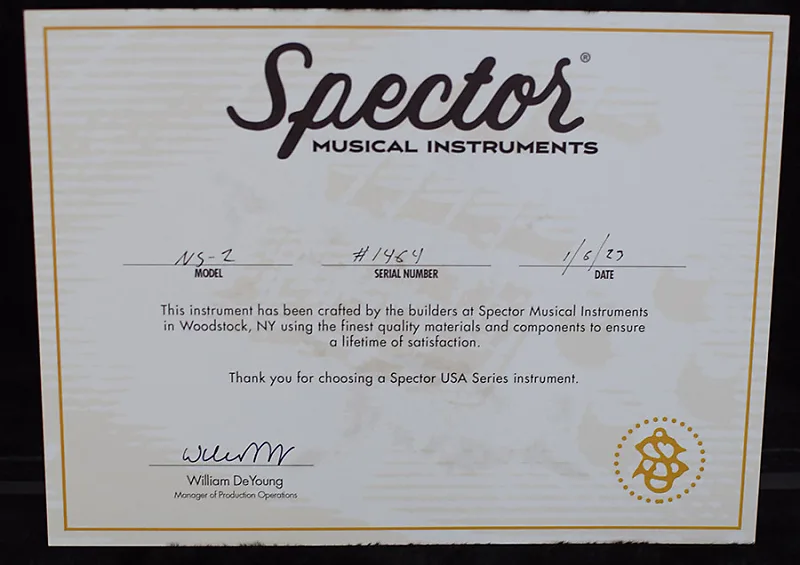 Spector®
MUSICAL INSTRUMENTS
NS-2 #1464 1/6/23
MODEL SERIAL NUMBER DATE
This instrument has been crafted by the builders at Spector Musical Instruments
in Woodstock, NY using the finest quality materials and components to ensure
a lifetime of satisfaction.
Thank you for choosing a Spector USA Series instrument.
William DeYoung
Manager of Production Operations